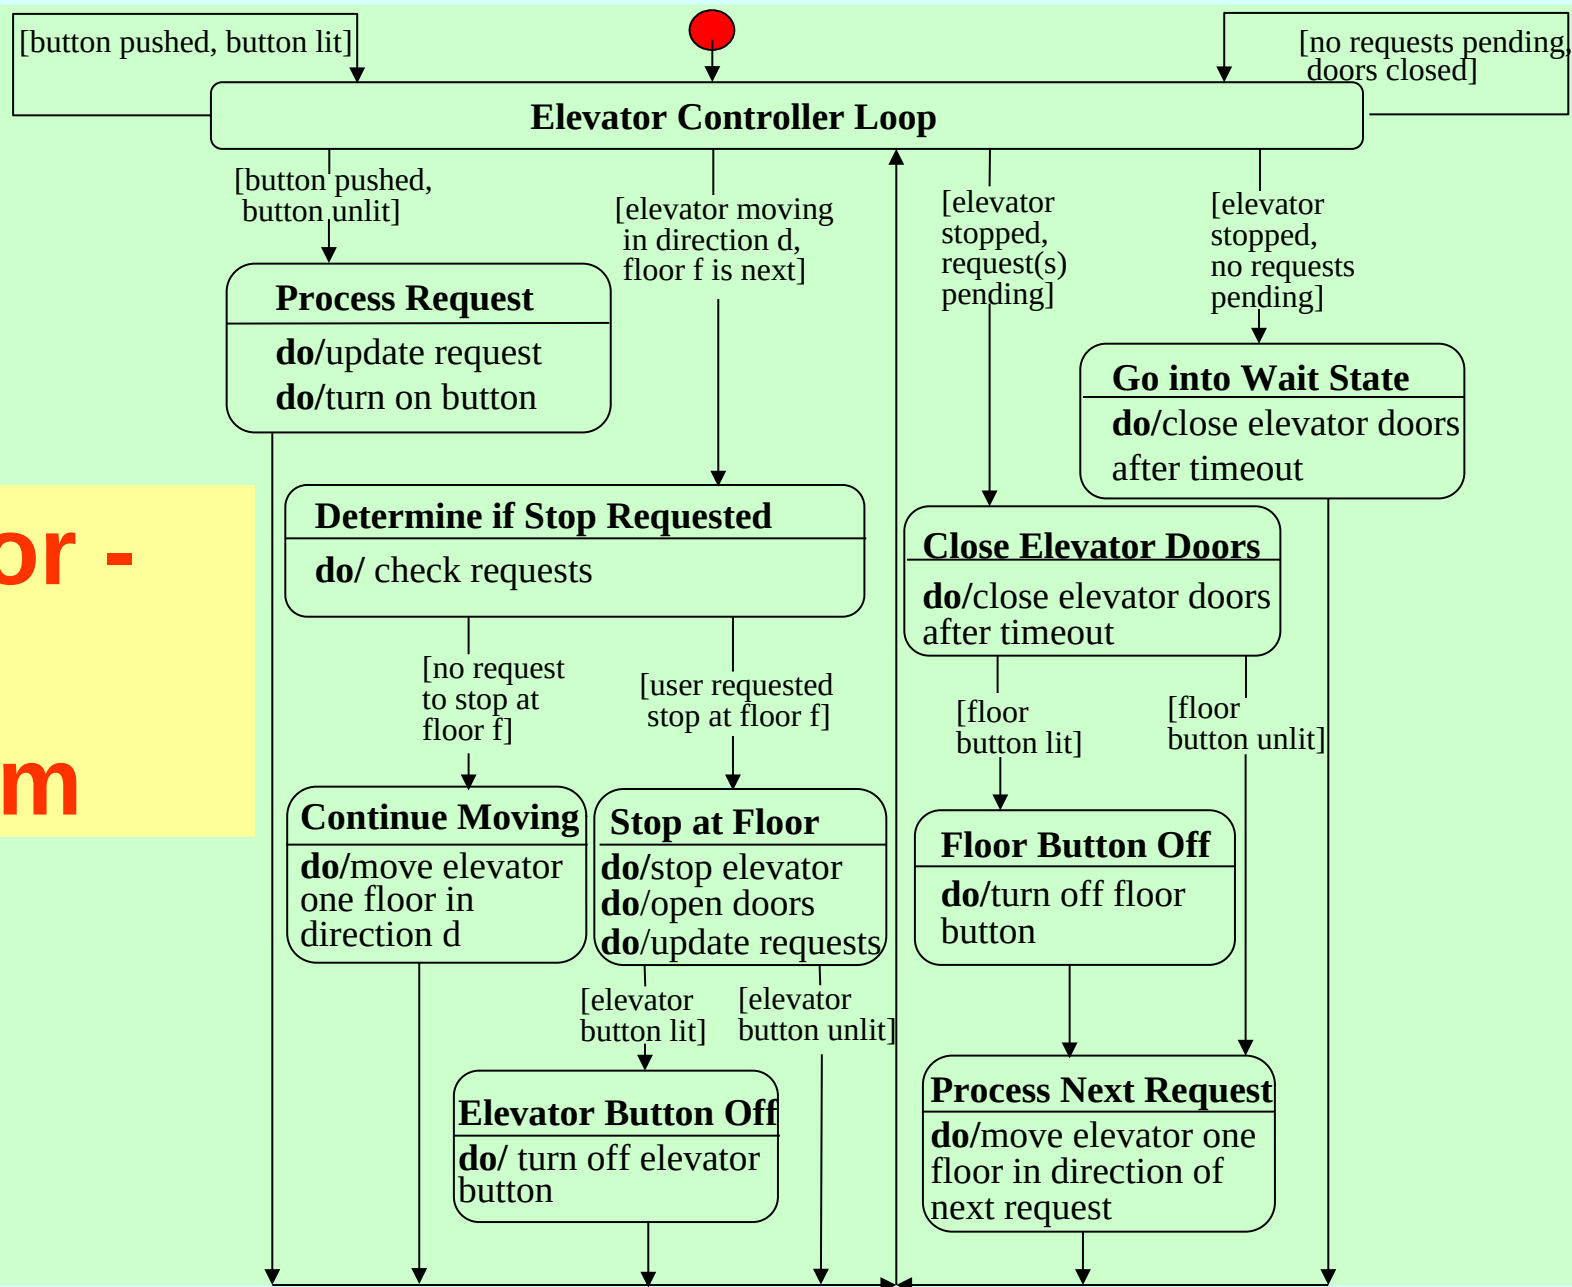 [button pushed, button lit]
[no requests pending,
doors closed]
Elevator Controller Loop
[button pushed,
button unlit]
[elevator moving
in direction d,
floor f is next]
[elevator
stopped,
request(s)
pending]
[elevator
stopped,
no requests
pending]
Process Request
do/update request
do/turn on button
Go into Wait State
do/close elevator doors
after timeout
or -
m
Determine if Stop Requested
do/ check requests
Close Elevator Doors
do/close elevator doors
after timeout
[no request
to stop at
floor f]
[user requested
stop at floor f]
[floor
button lit]
[floor
button unlit]
Continue Moving
do/move elevator
one floor in
direction d
Stop at Floor
do/stop elevator
do/open doors
do/update requests
Floor Button Off
do/turn off floor
button
[elevator
button lit]
[elevator
button unlit]
Elevator Button Off
do/ turn off elevator
button
Process Next Request
do/move elevator one
floor in direction of
next request